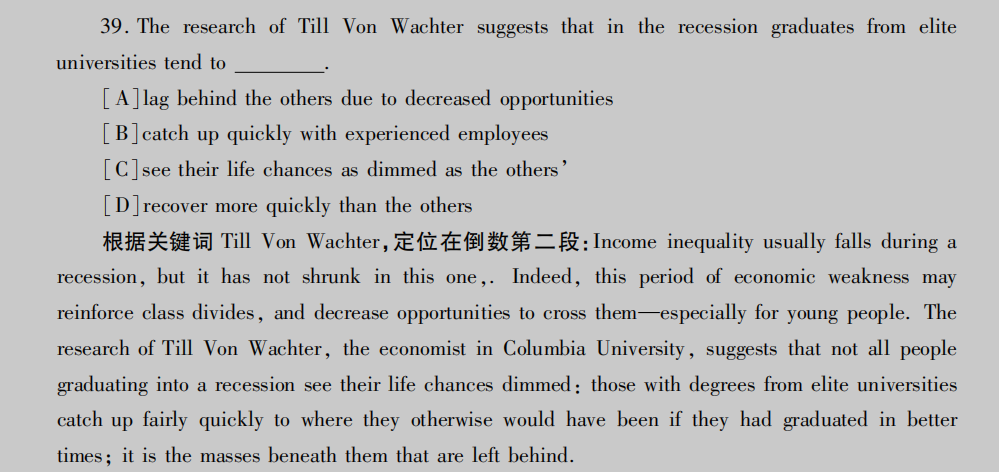 39. The research of Till Von Wachter suggests that in the recession graduates from elite
universities tend to ________.
[A]lag behind the others due to decreased opportunities
[B]catch up quickly with experienced employees
[C]see their life chances as dimmed as the others’
[D]recover more quickly than the others
根据关键词 Till Von Wachter,定位在倒数第二段:Income inequality usually falls during a
recession, but it has not shrunk in this one,. Indeed, this period of economic weakness may
reinforce class divides, and decrease opportunities to cross them—especially for young people. The
research of Till Von Wachter, the economist in Columbia University, suggests that not all people
graduating into a recession see their life chances dimmed: those with degrees from elite universities
catch up fairly quickly to where they otherwise would have been if they had graduated in better
times; it is the masses beneath them that are left behind.